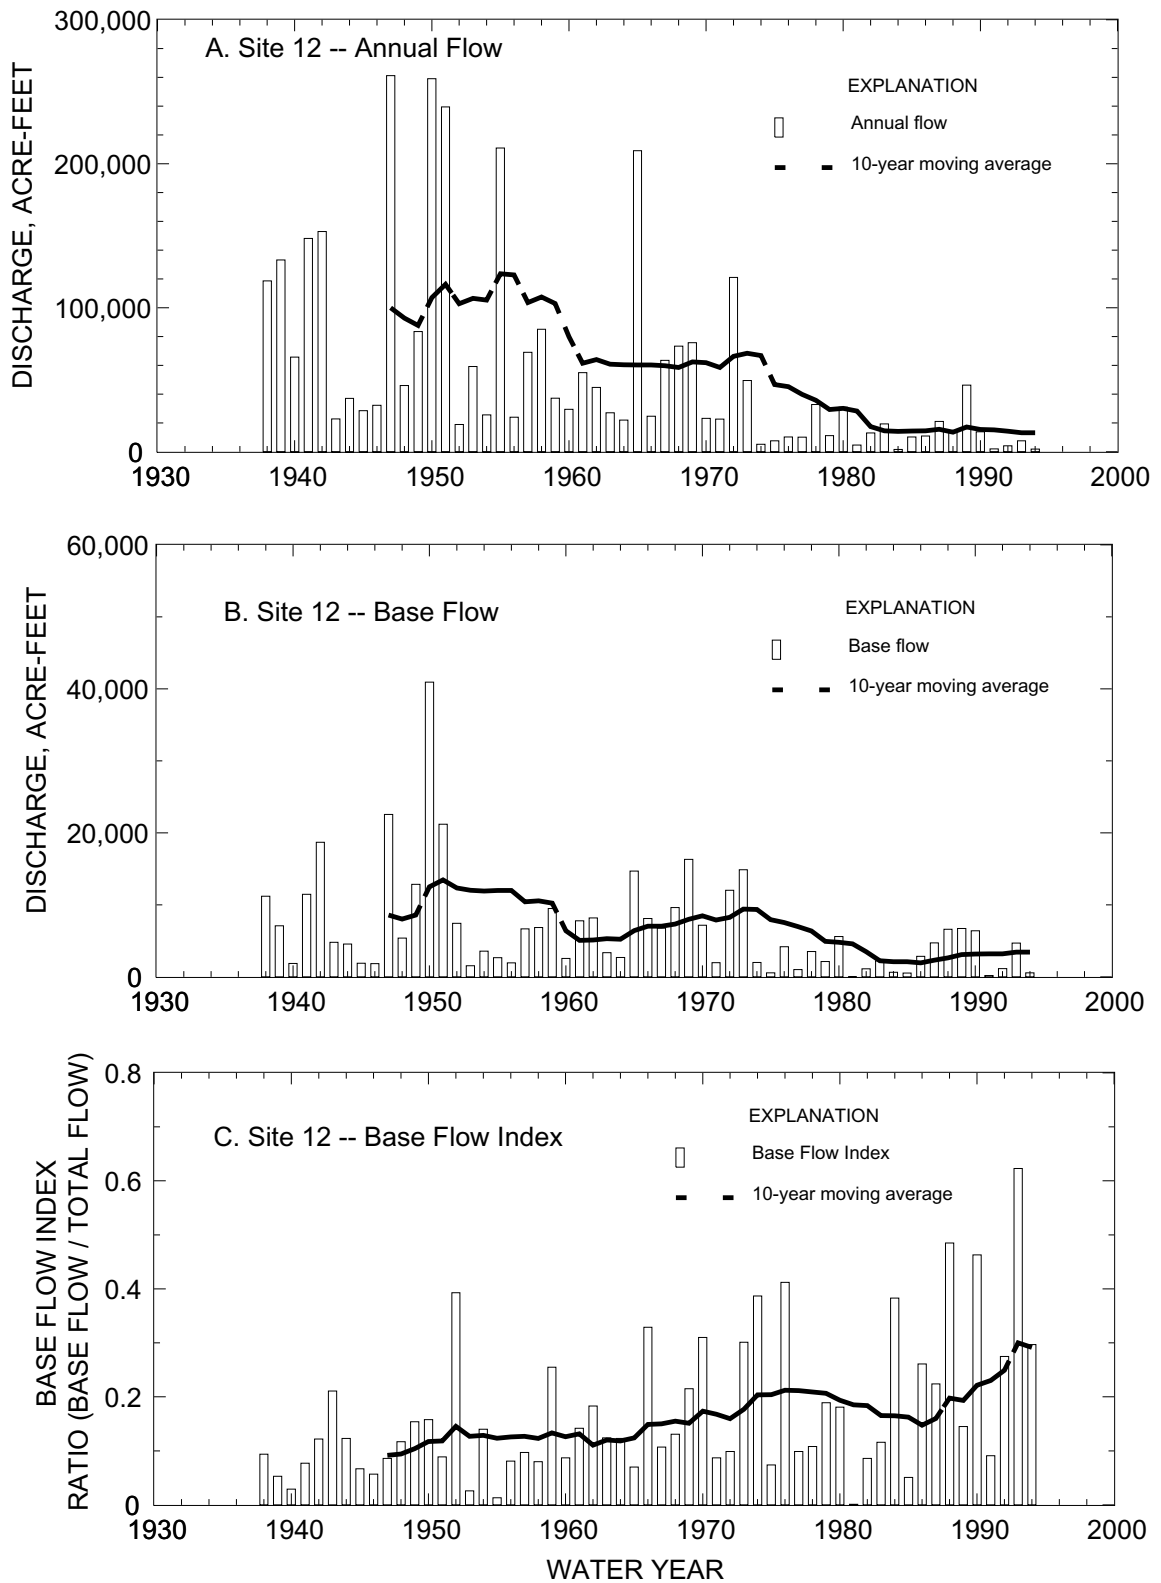 300,000
A. Site 12 -- Annual Flow
EXPLANATION
Annual flow
10-year moving average
200,000
100,000
0
DISCHARGE, ACRE-FEET
1930 1940 1950 1960 1970 1980 1990 2000
60,000
B. Site 12 -- Base Flow
EXPLANATION
Base flow
10-year moving average
40,000
20,000
0
DISCHARGE, ACRE-FEET
1930 1940 1950 1960 1970 1980 1990 2000
0.8
C. Site 12 -- Base Flow Index
EXPLANATION
Base Flow Index
10-year moving average
0.6
0.4
0.2
0
BASE FLOW INDEX
RATIO (BASE FLOW / TOTAL FLOW)
1930 1940 1950 1960 1970 1980 1990 2000
WATER YEAR